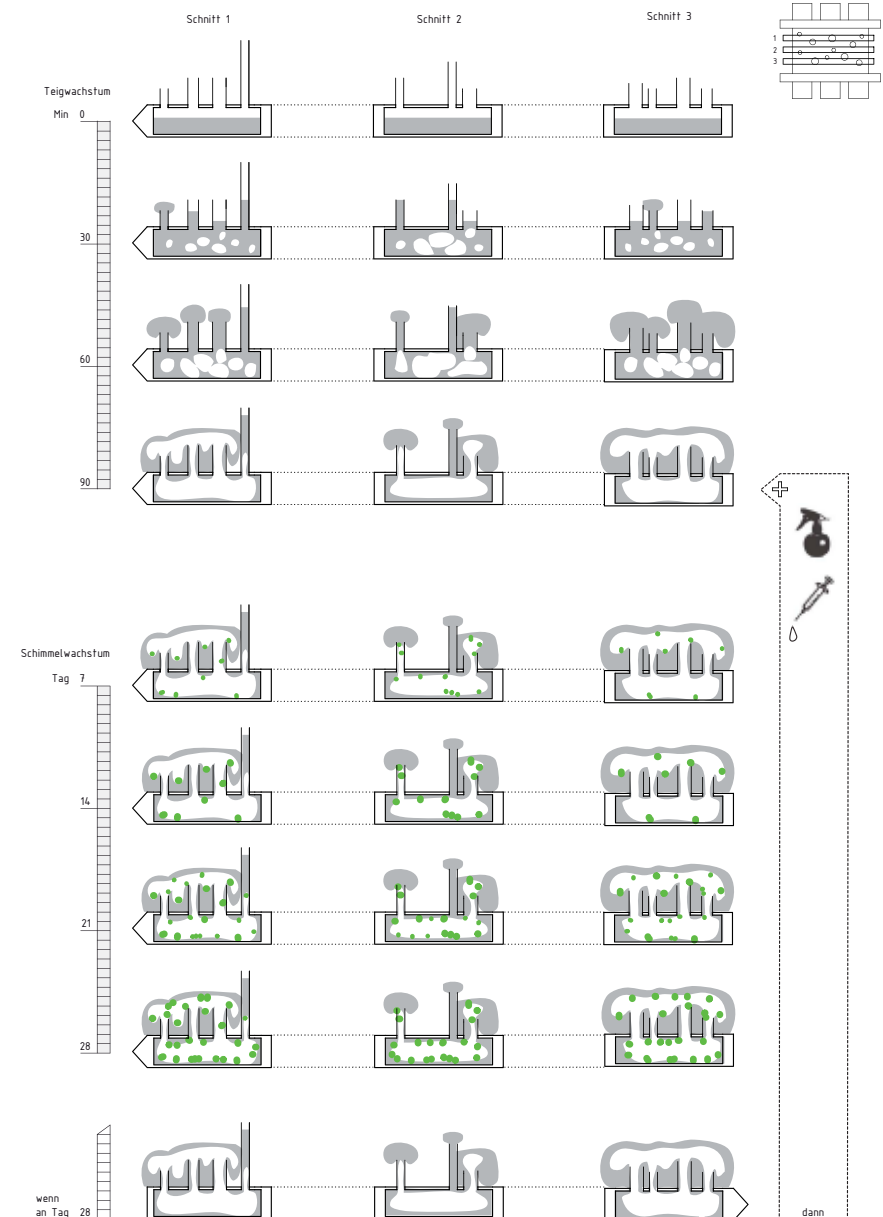 Schnitt 1
Schnitt 2
Schnitt 3
1
2
3
Teigwachstum
Min 0
30
60
90
Schimmelwachstum
Tag 7
14
21
28
wenn
an Tag 28
dann